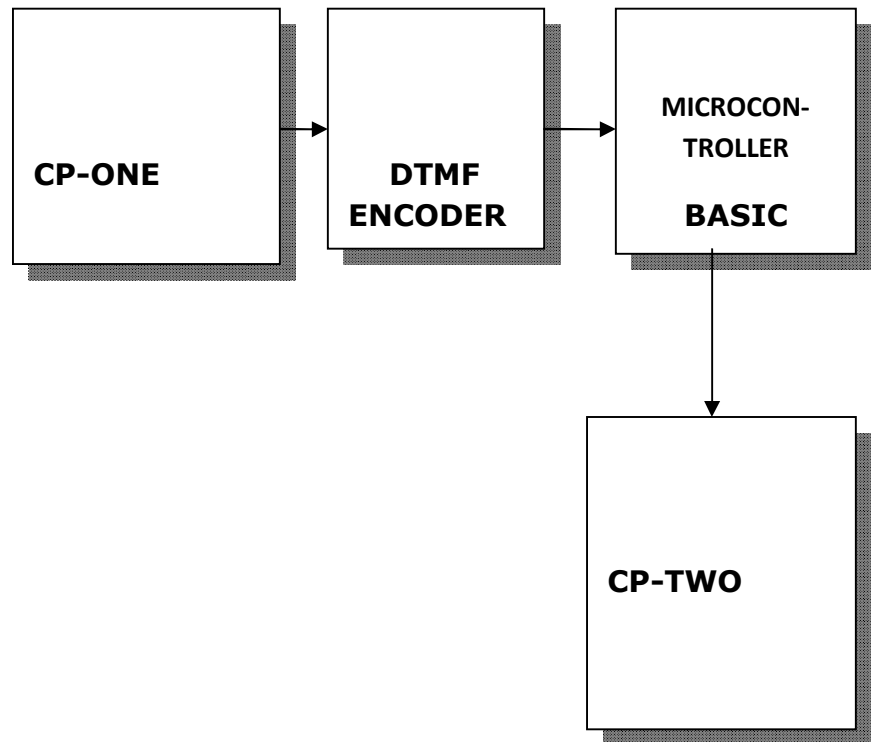 CP-ONE
DTMF
ENCODER
MICROCON-
TROLLER
BASIC
CP-TWO